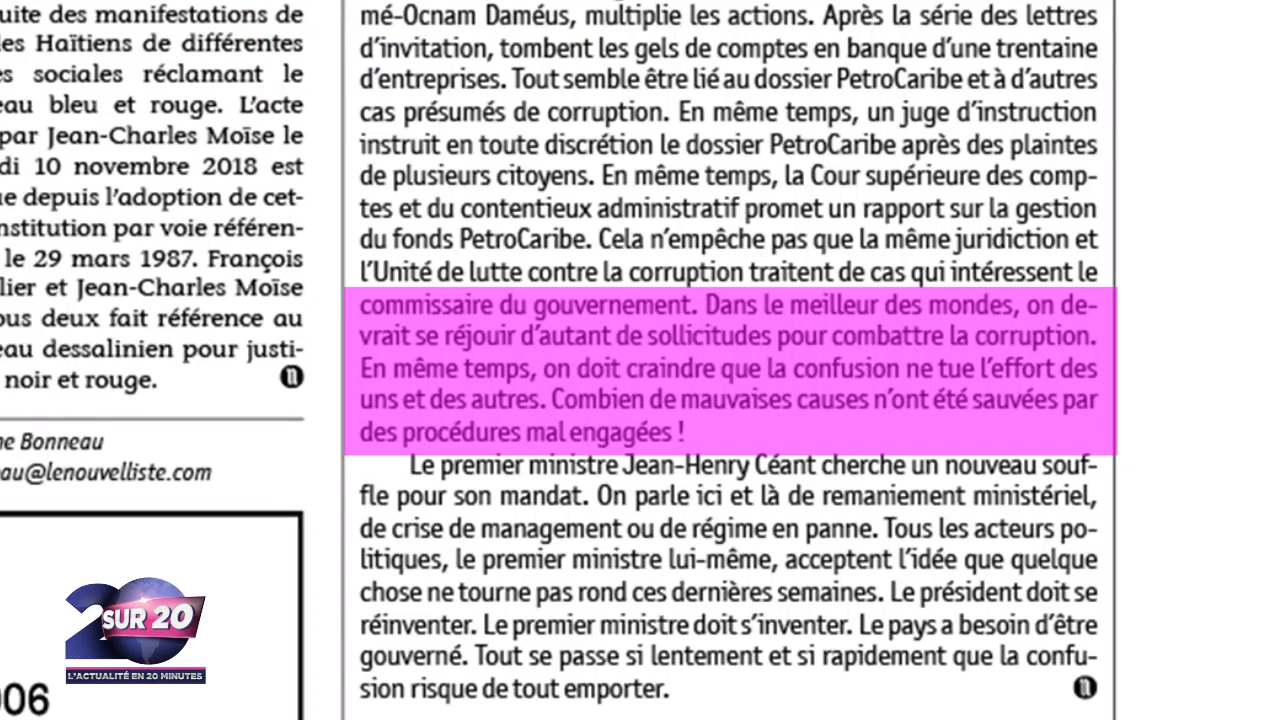 uite des manifestations de
les Haïtiens de différentes
es sociales réclamant le
eau bleu et rouge. L'acte
par Jean-Charles Moïse le
di 10 novembre 2018 est
ue depuis l'adoption de cet-
nstitution par voie référen-
le 29 mars 1987. François
lier et Jean-Charles Moïse
ous deux fait référence au
eau dessalinien pour justi-
noir et rouge.
ne Bonneau
au@lenouvelliste.com
mé-Ocnam Daméus, multiplie les actions. Après la série des lettres
d'invitation, tombent les gels de comptes en banque d'une trentaine
d'entreprises. Tout semble être lié au dossier PetroCaribe et à d'autres
cas présumés de corruption. En même temps, un juge d'instruction
instruit en toute discrétion le dossier PetroCaribe après des plaintes
de plusieurs citoyens. En même temps, la Cour supérieure des comp-
tes et du contentieux administratif promet un rapport sur la gestion
du fonds PetroCaribe. Cela n'empêche pas que la même juridiction et
l'Unité de lutte contre la corruption traitent de cas qui intéressent le
commissaire du gouvernement. Dans le meilleur des mondes, on de-
vrait se réjouir d'autant de sollicitudes pour combattre la corruption.
En même temps, on doit craindre que la confusion ne tue l'effort des
uns et des autres. Combien de mauvaises causes n'ont été sauvées par
des procédures mal engagées !
Le premier ministre Jean-Henry Céant cherche un nouveau souf-
fle pour son mandat. On parle ici et là de remaniement ministériel,
de crise de management ou de régime en panne. Tous les acteurs po-
litiques, le premier ministre lui-même, acceptent l'idée que quelque
chose ne tourne pas rond ces dernières semaines. Le président doit se
réinventer. Le premier ministre doit s'inventer. Le pays a besoin d'être
gouverné. Tout se passe si lentement et si rapidement que la confu-
sion risque de tout emporter.
20 SUR 20
L'ACTUALITÉ EN 20 MINUTES
006